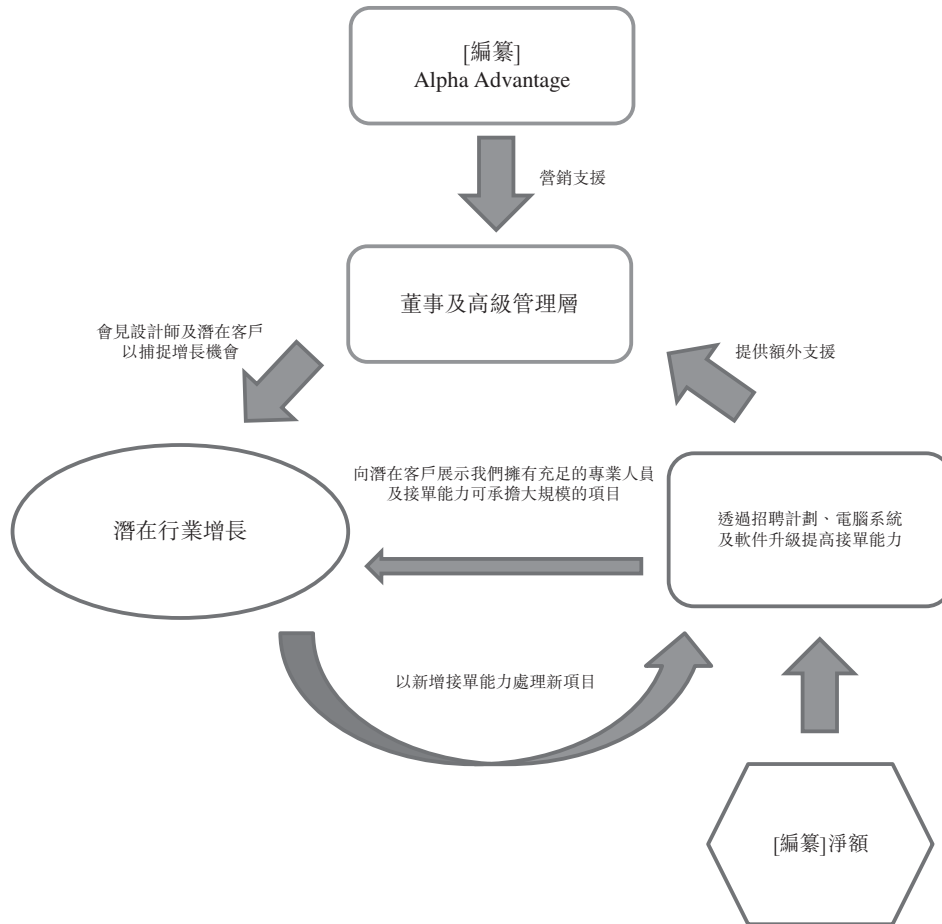 [編纂]
Alpha Advantage
營銷支援
董事及高級管理層
會見設計師及潛在客戶
以捕捉增長機會
提供額外支援
向潛在客戶展示我們擁有充足的專業人員
及接單能力可承擔大規模的項目
潛在行業增長
透過招聘計劃、電腦系統
及軟件升級提高接單能力
以新增接單能力處理新項目
[編纂]淨額